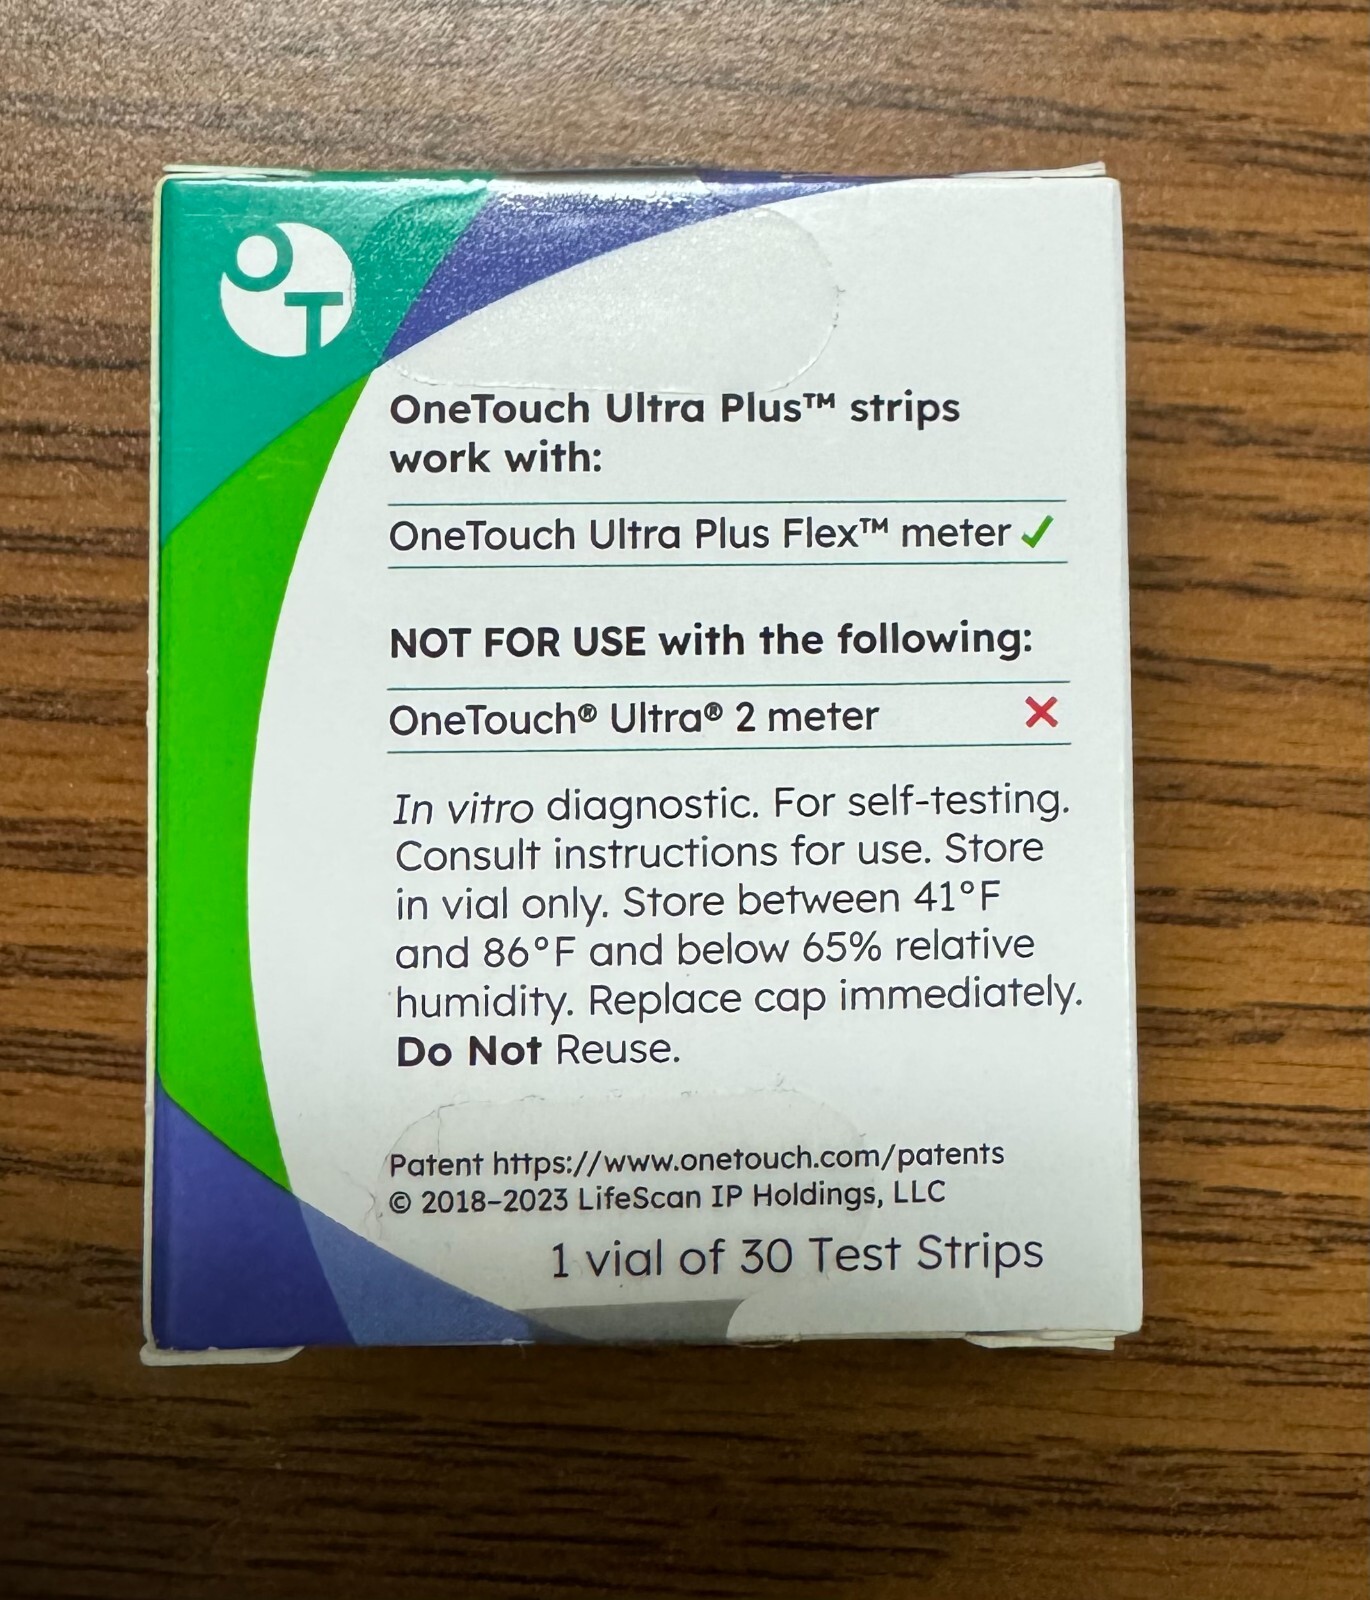 OT
OneTouch Ultra Plus™ strips
work with:
OneTouch Ultra Plus Flex™ meter ✓
NOT FOR USE with the following:
OneTouch® Ultra® 2 meter ✕
In vitro diagnostic. For self-testing.
Consult instructions for use. Store
in vial only. Store between 41°F
and 86°F and below 65% relative
humidity. Replace cap immediately.
Do Not Reuse.
Patent https://www.onetouch.com/patents
© 2018–2023 LifeScan IP Holdings, LLC
1 vial of 30 Test Strips